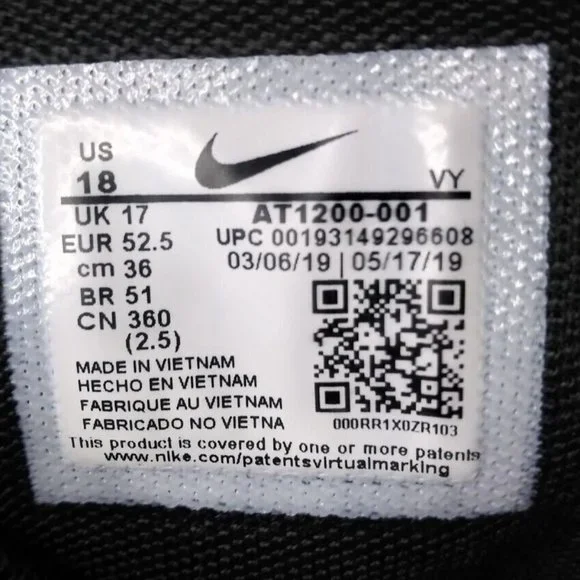 US
18
VY
UK 17 AT1200-001
EUR 52.5 UPC 00193149296608
cm 36 03/06/19 | 05/17/19
BR 51
CN 360
(2.5)
MADE IN VIETNAM
HECHO EN VIETNAM
FABRIQUE AU VIETNAM
FABRICADO NO VIETNA
000RR1X0ZR103
This product is covered by one or more patents
www.nike.com/patentsvirtualmarking